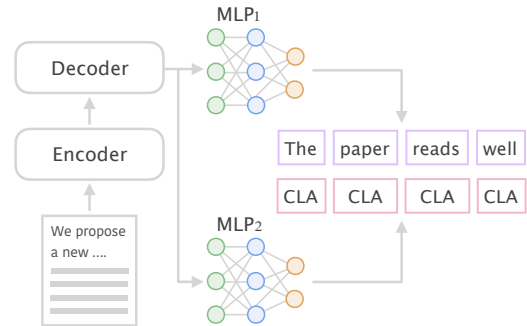 MLP1
Decoder
Encoder
The paper reads well
CLA CLA CLA CLA
We propose
a new ....
MLP2